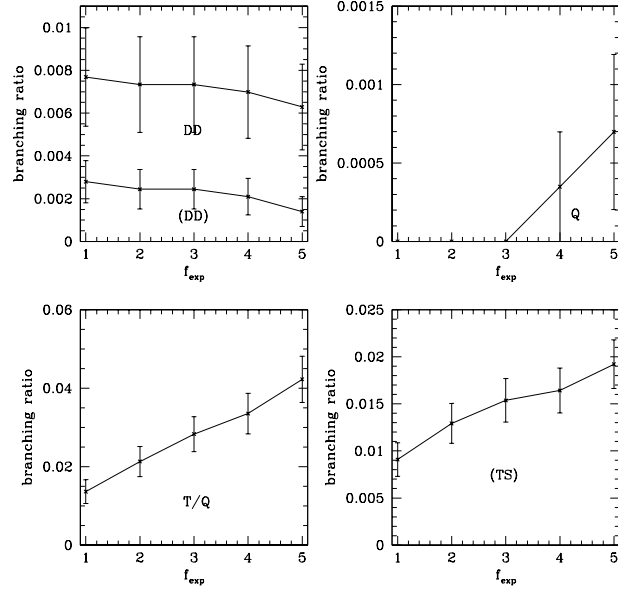 0.01
0.008
0.006
0.004
0.002
0
branching ratio
DD
(DD)
1 2 3 4 5
f_exp
0.0015
0.001
0.0005
0
branching ratio
Q
1 2 3 4 5
f_exp
0.06
0.04
0.02
0
branching ratio
T/Q
1 2 3 4 5
f_exp
0.025
0.02
0.015
0.01
0.005
0
branching ratio
(TS)
1 2 3 4 5
f_exp